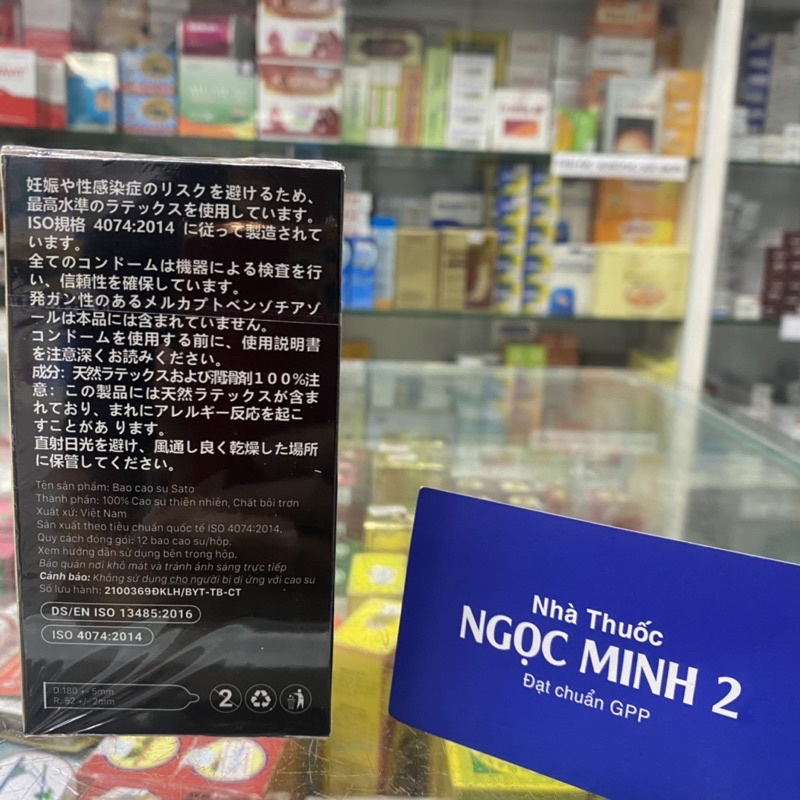 妊娠や性感染症のリスクを避けるため、
最高水準のラテックスを使用しています。
ISO規格 4074:2014 に従って製造されて
います。
全てのコンドームは機器による検査を行
い、信頼性を確保しています。
発ガン性のあるメルカプトベンゾチアゾ
ールは本品には含まれていません。
コンドームを使用する前に、使用説明書
を注意深くお読みください。
成分: 天然ラテックスおよび潤滑剤１００％注
意: この製品には天然ラテックスが含ま
れており、まれにアレルギー反応を起こ
すことがあ ります。
直射日光を避け、風通し良く乾燥した場所
に保管してください。
Tên sản phẩm: Bao cao su Sato
Thành phần: 100% Cao su thiên nhiên, Chất bôi trơn
Xuất xứ: Việt Nam
Sản xuất theo tiêu chuẩn quốc tế ISO 4074:2014.
Quy cách đóng gói: 12 bao cao su/hộp.
Xem hướng dẫn sử dụng bên trong hộp.
Bảo quản nơi khô mát và tránh ánh sáng trực tiếp
Cảnh báo: Không sử dụng cho người bị dị ứng với cao su
Số lưu hành: 2100369ĐKLH/BYT-TB-CT
DS/EN ISO 13485:2016
ISO 4074:2014
D:180 +- 5mm
R: 52 +/- 2mm
2
Nhà Thuốc
NGỌC MINH 2
Đạt chuẩn GPP